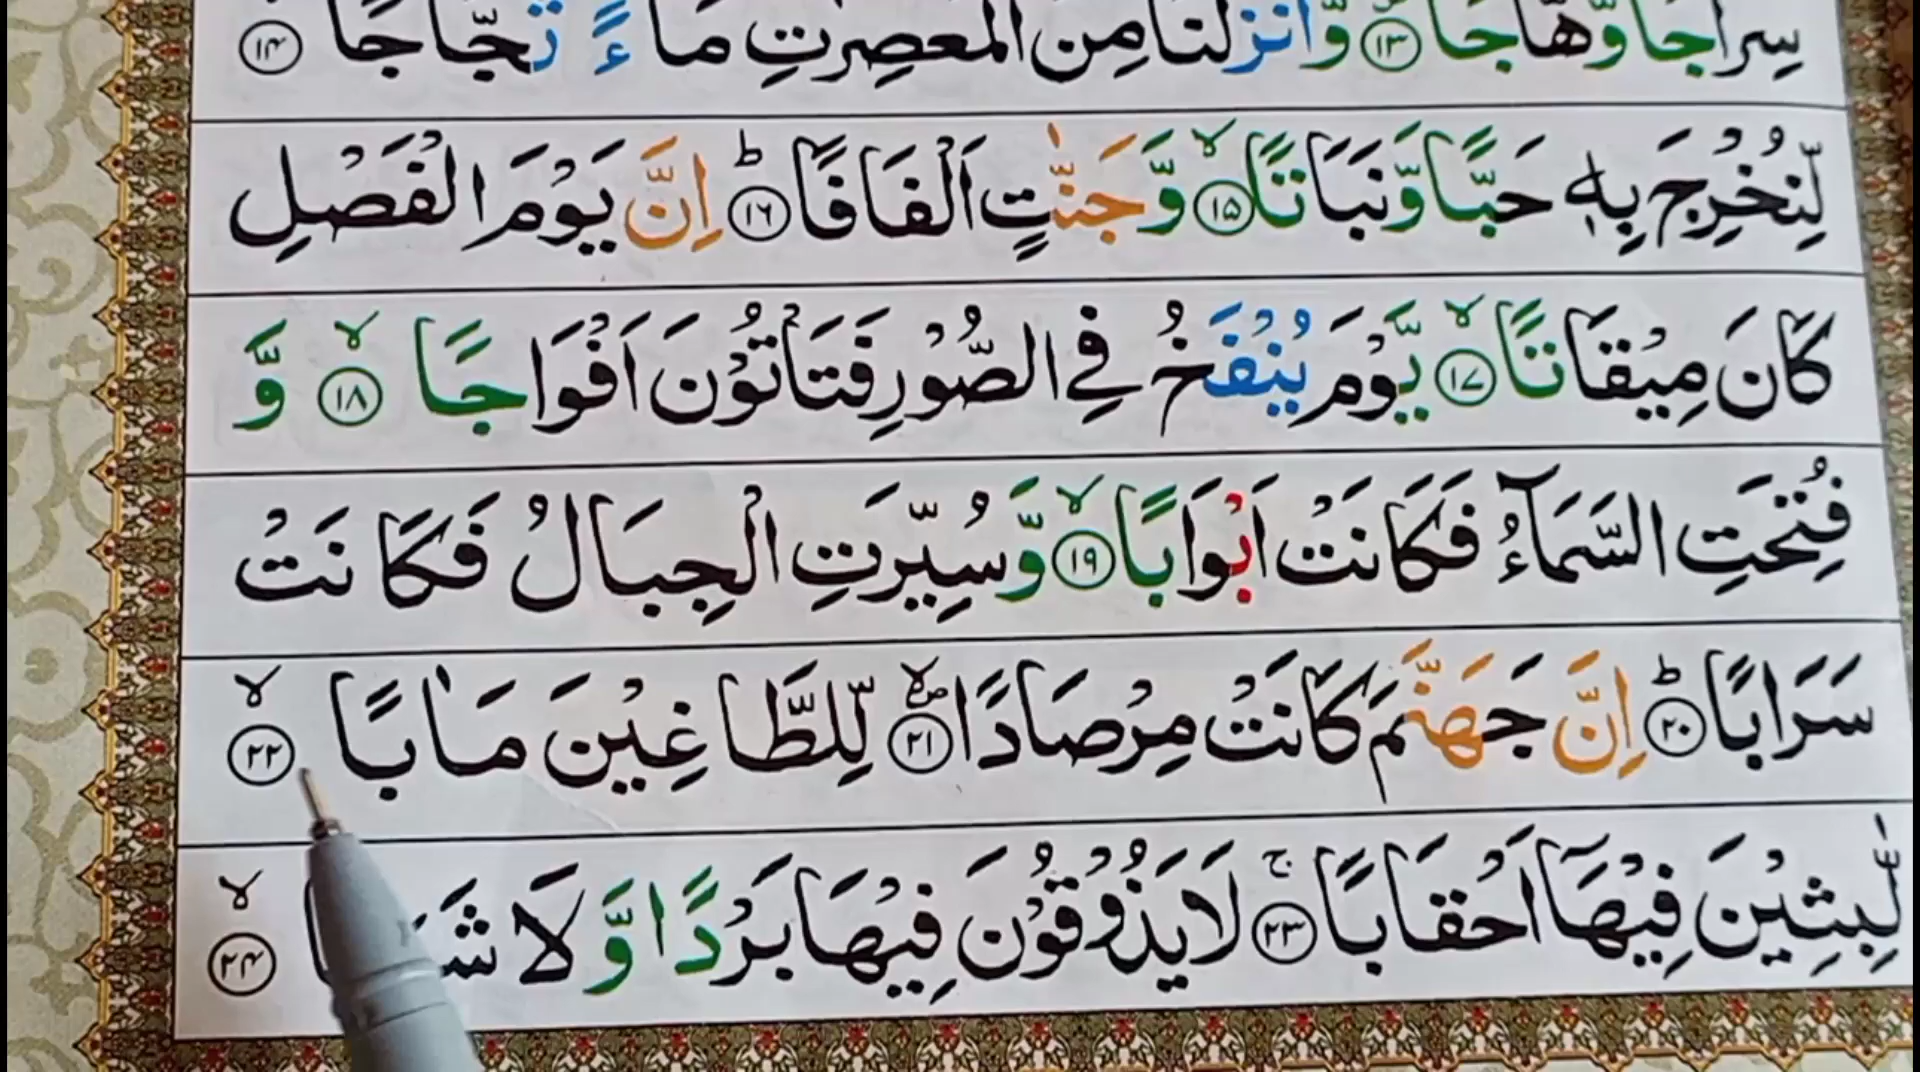 سِرَاجًا وَّهَّاجًا ﴿١٣﴾ وَّاَنْزَلْنَا مِنَ الْمُعْصِرٰتِ مَآءً ثَجَّاجًا ﴿١٤﴾
لِّنُخْرِجَ بِهٖ حَبًّا وَّنَبَاتًا ۙ﴿١٥﴾ وَّجَنّٰتٍ اَلْفَافًا ؕ﴿١٦﴾ اِنَّ يَوْمَ الْفَصْلِ
كَانَ مِيْقَاتًا ۙ﴿١٧﴾ يَّوْمَ يُنْفَخُ فِي الصُّوْرِ فَتَاْتُوْنَ اَفْوَاجًا ۙ﴿١٨﴾ وَّ
فُتِحَتِ السَّمَآءُ فَكَانَتْ اَبْوَابًا ۙ﴿١٩﴾ وَّسُيِّرَتِ الْجِبَالُ فَكَانَتْ
سَرَابًا ؕ﴿٢٠﴾ اِنَّ جَهَنَّمَ كَانَتْ مِرْصَادًا ۙ﴿٢١﴾ لِّلطَّاغِيْنَ مَاٰبًا ۙ﴿٢٢﴾
لّٰبِثِيْنَ فِيْهَآ اَحْقَابًا ۚ﴿٢٣﴾ لَا يَذُوْقُوْنَ فِيْهَا بَرْدًا وَّلَا ۙ﴿٢٤﴾